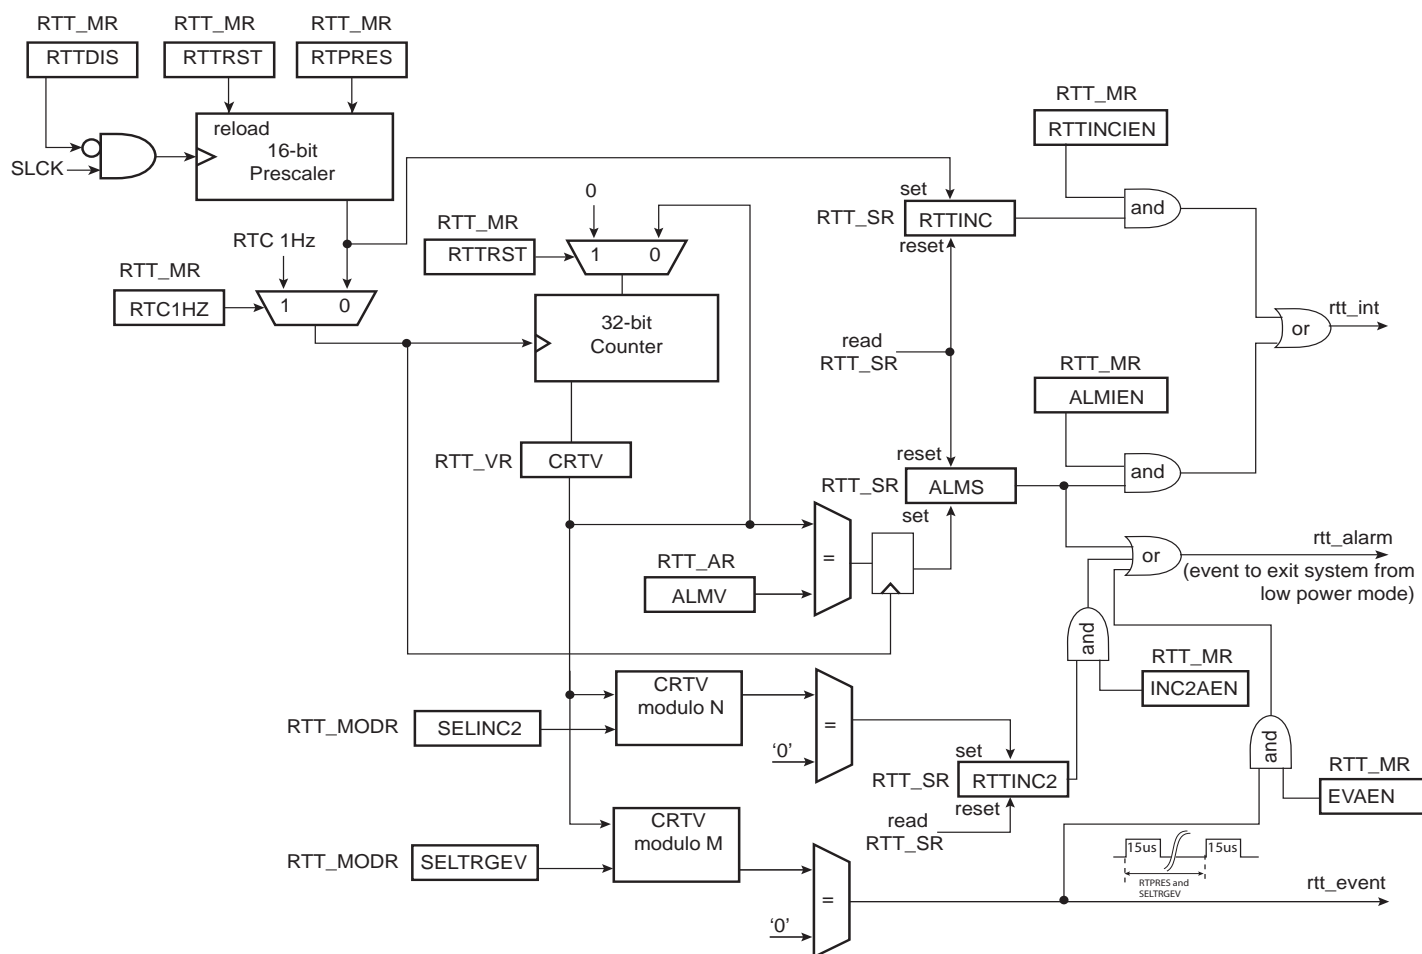 RTT_MR
RTT_MR
RTT_MR
RTTDIS
RTTRST
RTPRES
reload
16-bit
Prescaler
SLCK
RTT_MR
RTTINCIEN
0
set
RTT_SR
RTTINC
reset
and
RTT_MR
RTTRST
1
0
RTC 1Hz
RTT_MR
RTC1HZ
1
0
32-bit
Counter
read
RTT_SR
rtt_int
or
RTT_MR
ALMIEN
RTT_VR
CRTV
reset
RTT_SR
ALMS
set
and
=
RTT_AR
ALMV
or
rtt_alarm
(event to exit system from
low power mode)
and
RTT_MR
INC2AEN
CRTV
modulo N
RTT_MODR
SELINC2
=
'0'
set
RTT_SR
RTTINC2
reset
read
RTT_SR
and
RTT_MR
EVAEN
CRTV
modulo M
RTT_MODR
SELTRGEV
=
'0'
15us
15us
RTPRES and
SELTRGEV
rtt_event